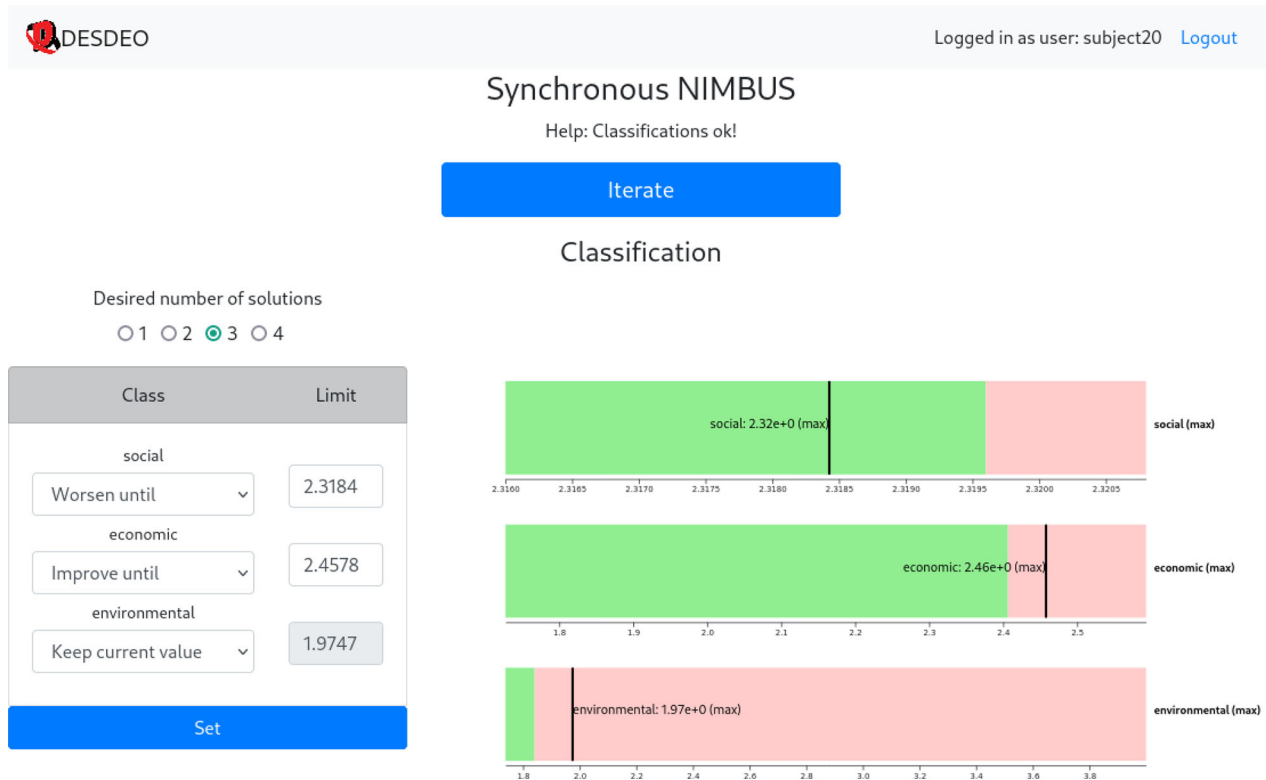 DESDEO
Logged in as user: subject20 Logout
Synchronous NIMBUS
Help: Classifications ok!
Iterate
Classification
Desired number of solutions
1 2 3 4
Class Limit
social
Worsen until 2.3184
economic
Improve until 2.4578
environmental
Keep current value 1.9747
Set
social: 2.32e+0 (max)
social (max)
2.3160 2.3165 2.3170 2.3175 2.3180 2.3185 2.3190 2.3195 2.3200 2.3205
economic: 2.46e+0 (max)
economic (max)
1.8 1.9 2.0 2.1 2.2 2.3 2.4 2.5
environmental: 1.97e+0 (max)
environmental (max)
1.8 2.0 2.2 2.4 2.6 2.8 3.0 3.2 3.4 3.6 3.8